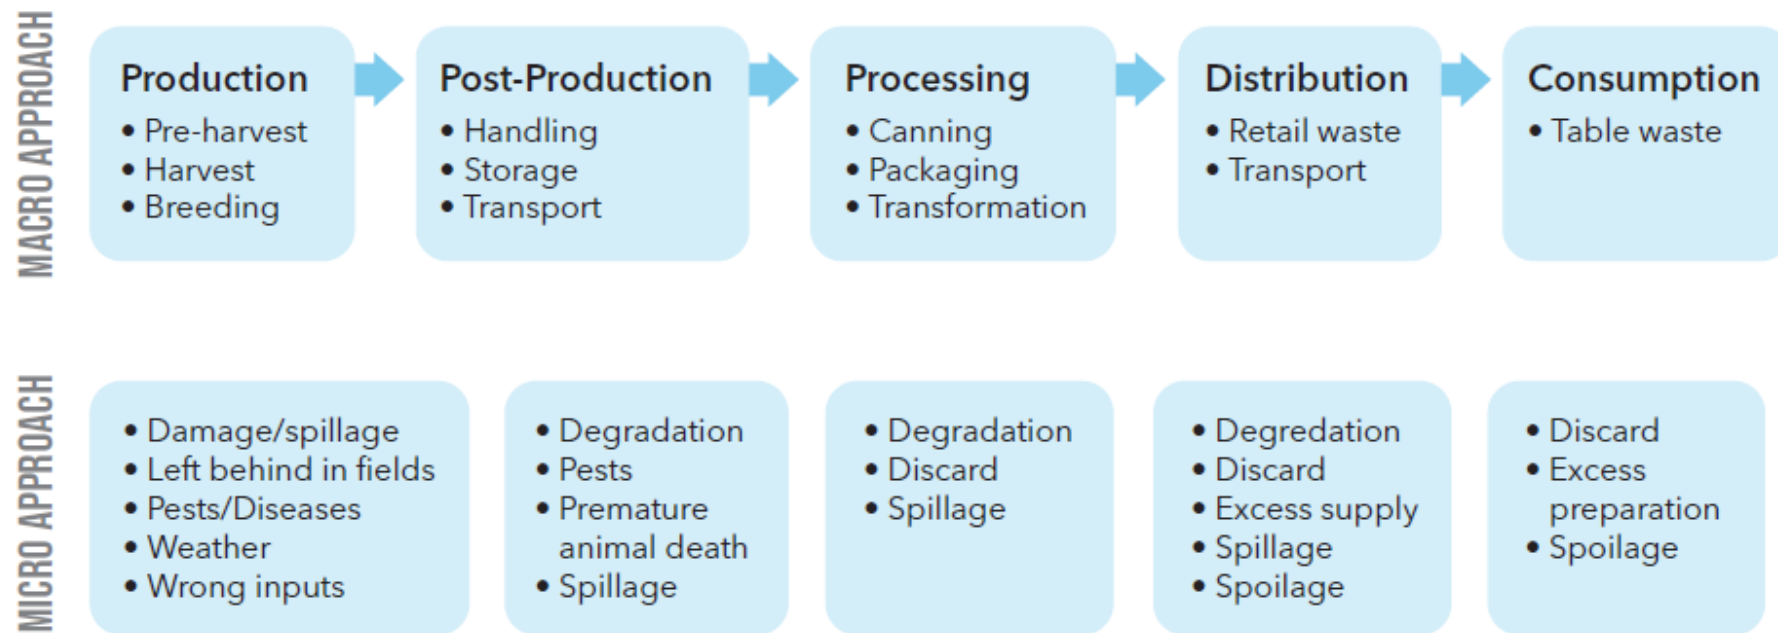 MACRO APPROACH
Production
• Pre-harvest
• Harvest
• Breeding
Post-Production
• Handling
• Storage
• Transport
Processing
• Canning
• Packaging
• Transformation
Distribution
• Retail waste
• Transport
Consumption
• Table waste
MICRO APPROACH
• Damage/spillage
• Left behind in fields
• Pests/Diseases
• Weather
• Wrong inputs
• Degradation
• Pests
• Premature
animal death
• Spillage
• Degradation
• Discard
• Spillage
• Degredation
• Discard
• Excess supply
• Spillage
• Spoilage
• Discard
• Excess
preparation
• Spoilage